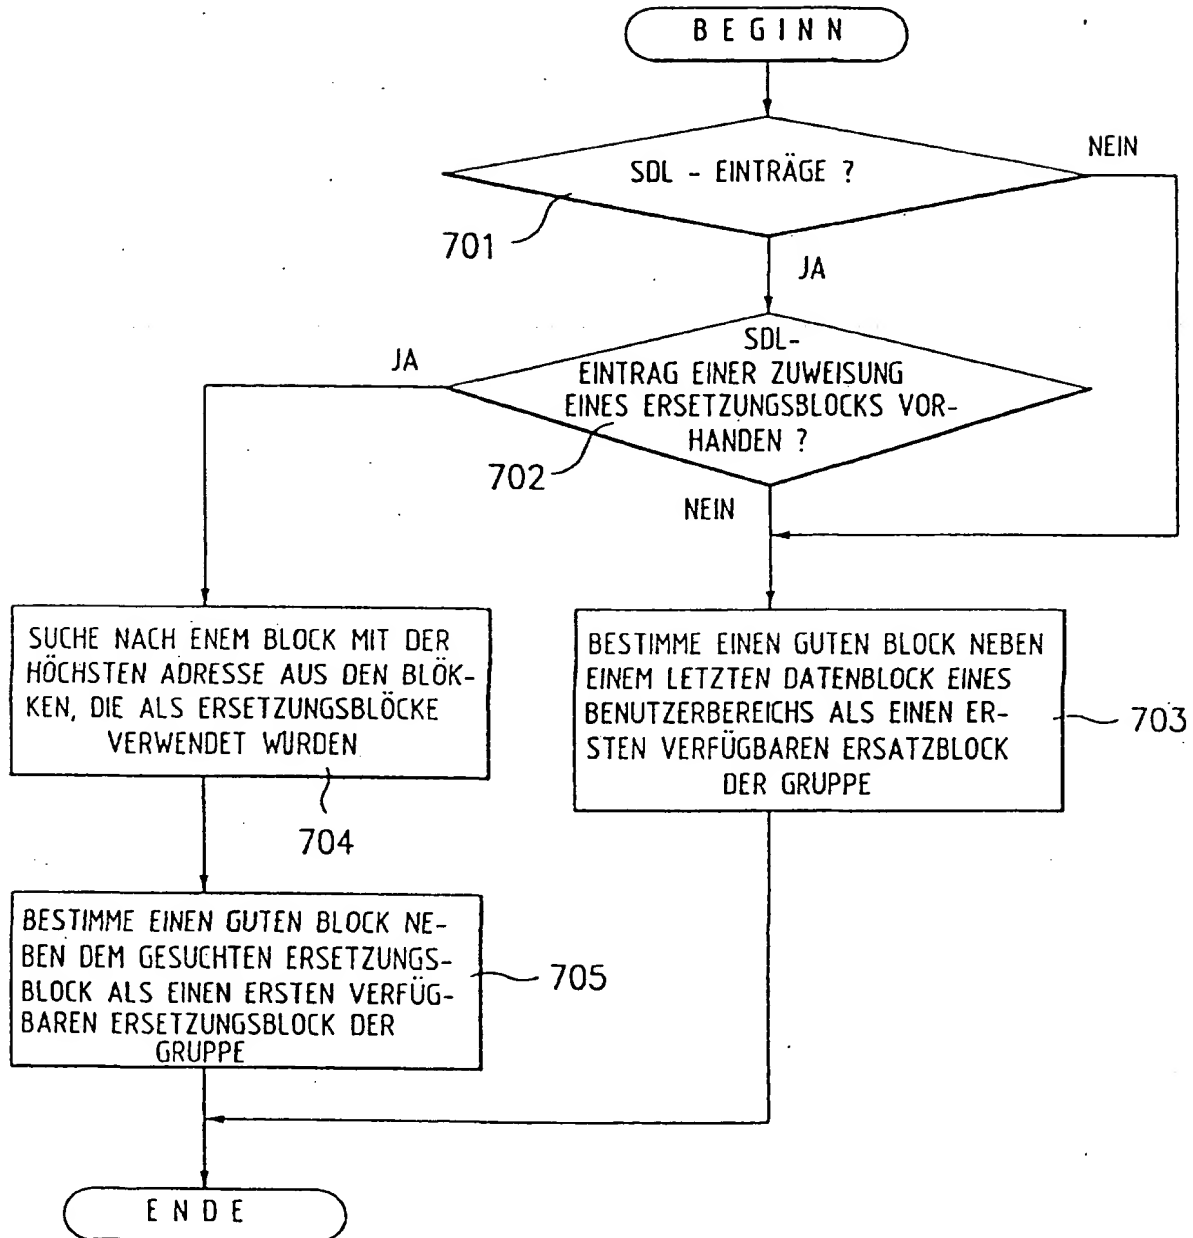 BEGINN
NEIN
SDL - EINTRÄGE ?
701
JA
SDL-
EINTRAG EINER ZUWEISUNG
EINES ERSETZUNGSBLOCKS VOR-
HANDEN ?
JA
702
NEIN
SUCHE NACH ENEM BLOCK MIT DER
HÖCHSTEN ADRESSE AUS DEN BLÖK-
KEN, DIE ALS ERSETZUNGSBLÖCKE
VERWENDET WURDEN
704
BESTIMME EINEN GUTEN BLOCK NEBEN
EINEM LETZTEN DATENBLOCK EINES
BENUTZERBEREICHS ALS EINEN ER-
STEN VERFÜGBAREN ERSATZBLOCK
DER GRUPPE
703
BESTIMME EINEN GUTEN BLOCK NE-
BEN DEM GESUCHTEN ERSETZUNGS-
BLOCK ALS EINEN ERSTEN VERFÜG-
BAREN ERSETZUNGSBLOCK DER
GRUPPE
705
ENDE